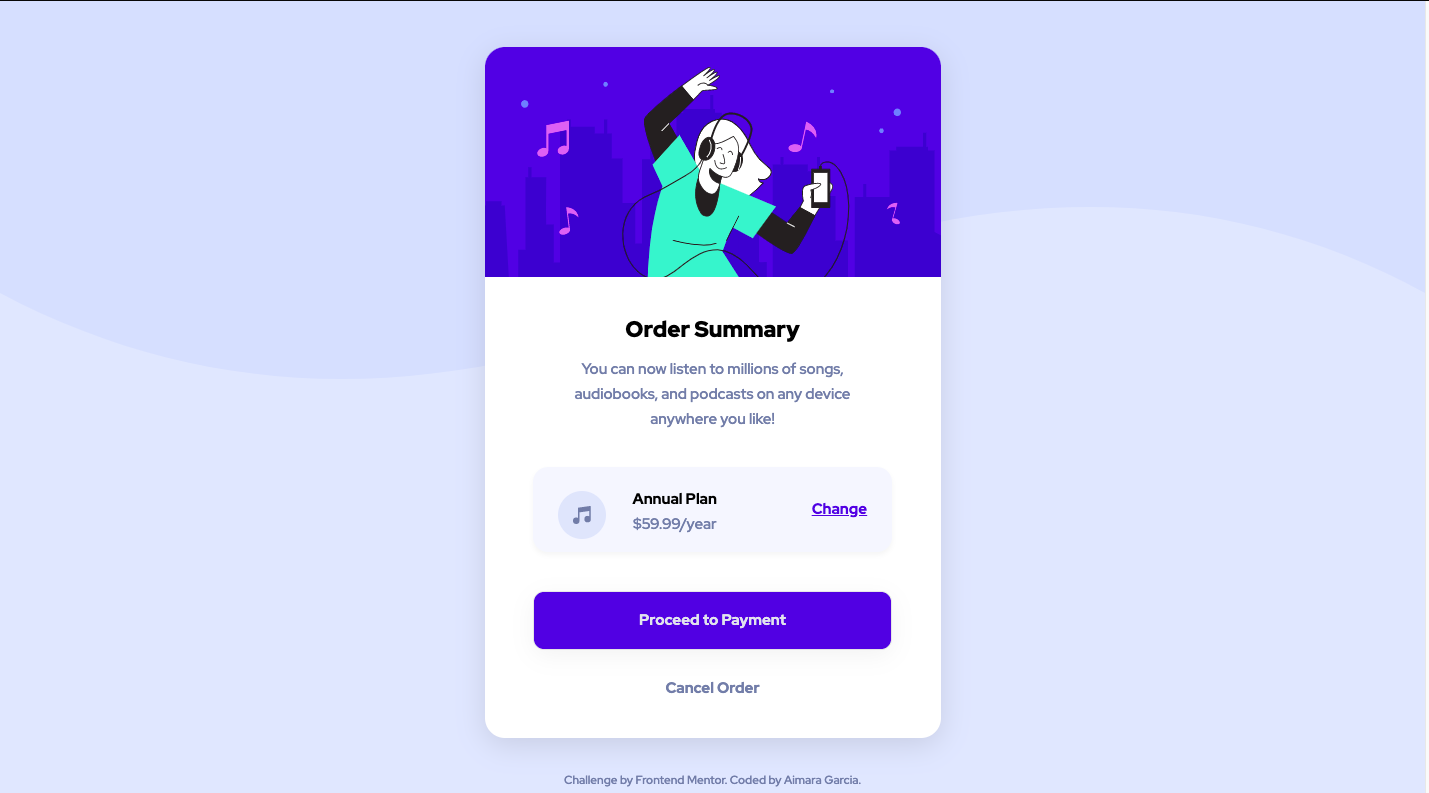 Order Summary
You can now listen to millions of songs,
audiobooks, and podcasts on any device
anywhere you like!
Annual Plan
$59.99/year
Change
Proceed to Payment
Cancel Order
Challenge by Frontend Mentor. Coded by Aimara Garcia.